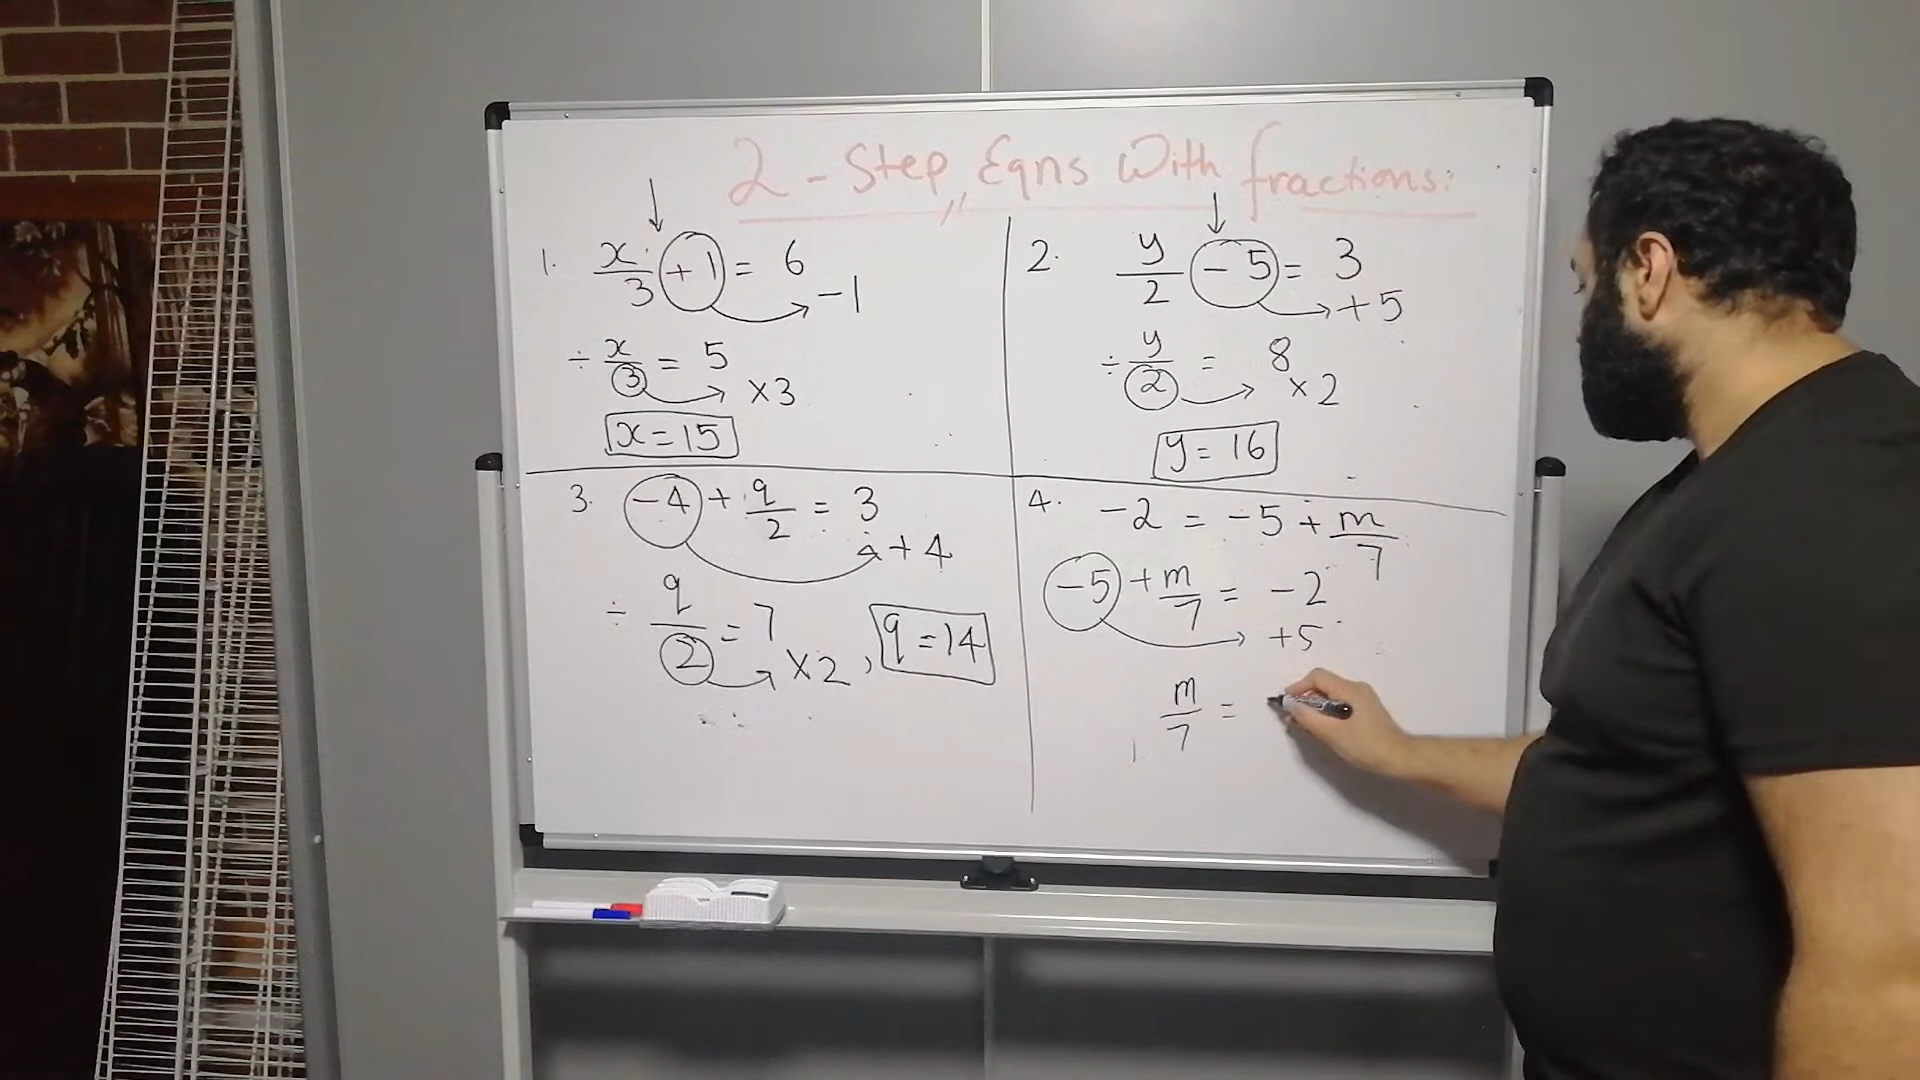 2 - Step Eqns With fractions:
1. x/3 + 1 = 6
→ -1
÷ x/3 = 5
→ ×3
x = 15
2. y/2 - 5 = 3
→ +5
÷ y/2 = 8
→ ×2
y = 16
3. -4 + q/2 = 3
+4
÷ q/2 = 7
→ ×2, q = 14
4. -2 = -5 + m/7
-5 + m/7 = -2
→ +5
m/7 =